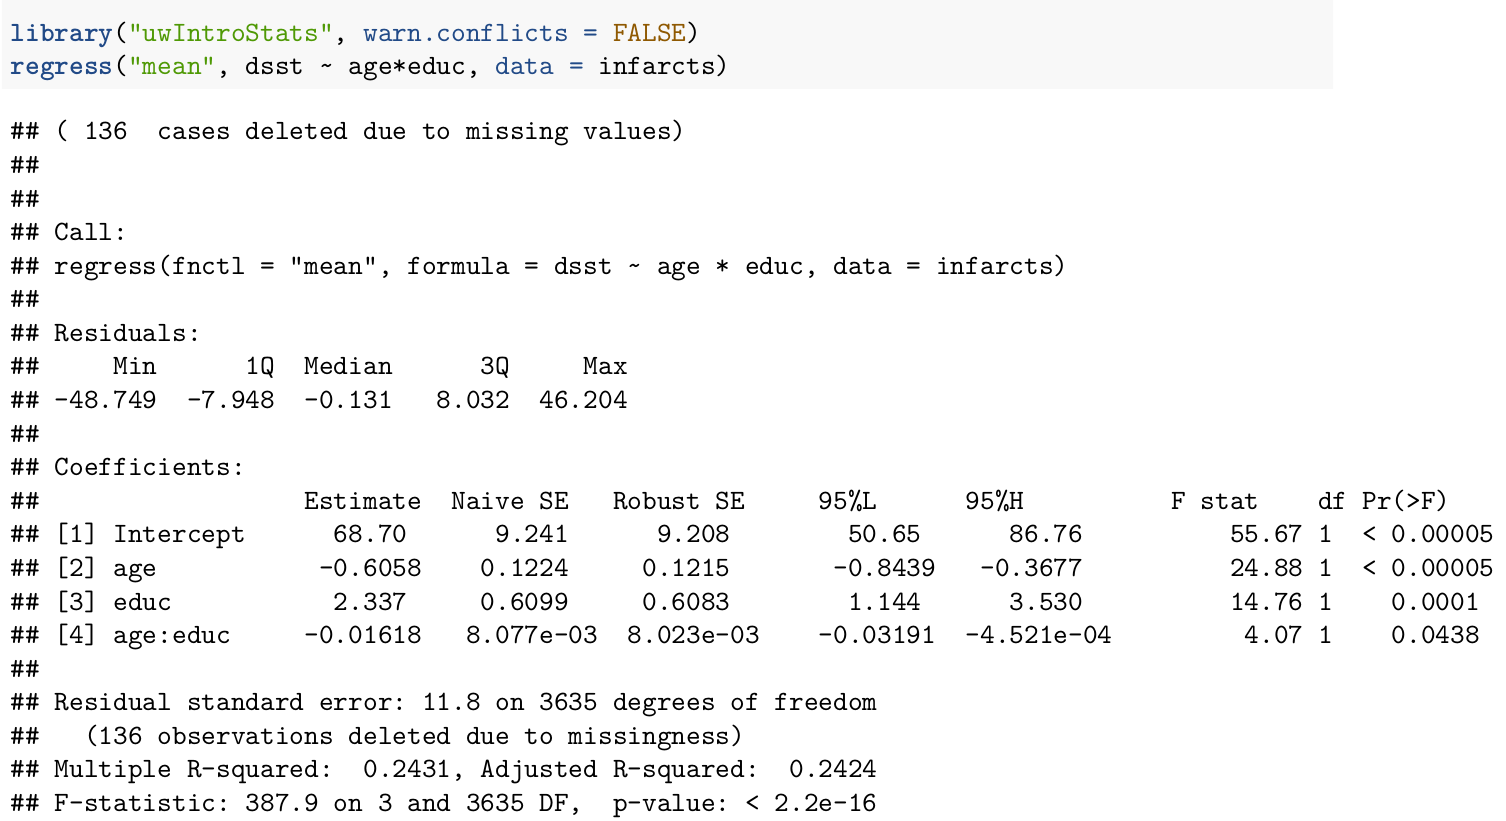 library("uwIntroStats", warn.conflicts = FALSE)
regress("mean", dsst ~ age*educ, data = infarcts)
## ( 136  cases deleted due to missing values)
##
##
## Call:
## regress(fnctl = "mean", formula = dsst ~ age * educ, data = infarcts)
##
## Residuals:
##     Min      1Q  Median      3Q     Max
## -48.749  -7.948  -0.131   8.032  46.204
##
## Coefficients:
##                  Estimate  Naive SE   Robust SE     95%L      95%H          F stat    df Pr(>F)
## [1] Intercept      68.70      9.241      9.208        50.65      86.76          55.67 1  < 0.00005
## [2] age           -0.6058    0.1224     0.1215       -0.8439   -0.3677          24.88 1  < 0.00005
## [3] educ           2.337     0.6099     0.6083        1.144      3.530          14.76 1    0.0001
## [4] age:educ      -0.01618   8.077e-03  8.023e-03    -0.03191  -4.521e-04         4.07 1    0.0438
##
## Residual standard error: 11.8 on 3635 degrees of freedom
##   (136 observations deleted due to missingness)
## Multiple R-squared:  0.2431, Adjusted R-squared:  0.2424
## F-statistic: 387.9 on 3 and 3635 DF,  p-value: < 2.2e-16